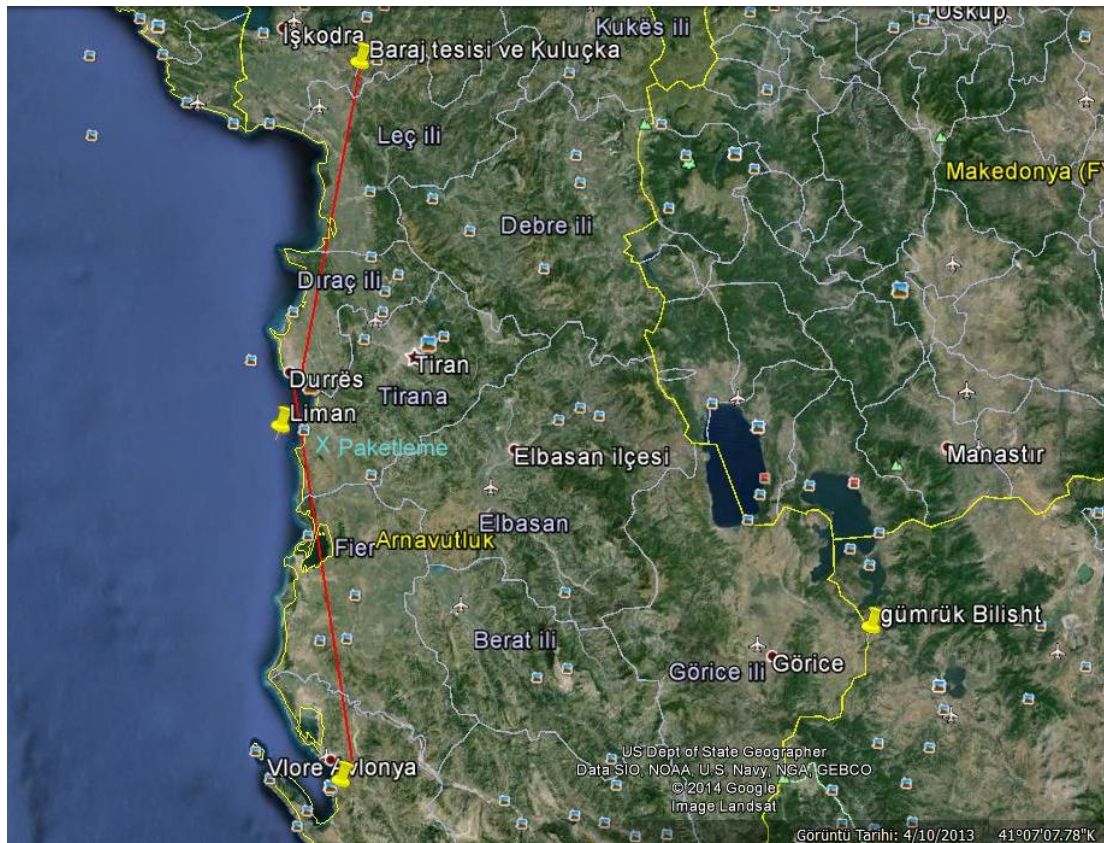 Kukës ili
Üsküp
İşkodra
Baraj tesisi ve Kuluçka
Leç ili
Makedonya (FY
Debre ili
Dıraç ili
Tiran
Durrës
Tirana
Liman
X Paketleme
Elbasan ilçesi
Manastır
Elbasan
Fier
Arnavutluk
gümrük Bilisht
Berat ili
Görice ili
Görice
Vlore Avlonya
US Dept of State Geographer
Data SIO, NOAA, U.S. Navy, NGA, GEBCO
© 2014 Google
Image Landsat
Görüntü Tarihi: 4/10/2013 41°07'07.78"K